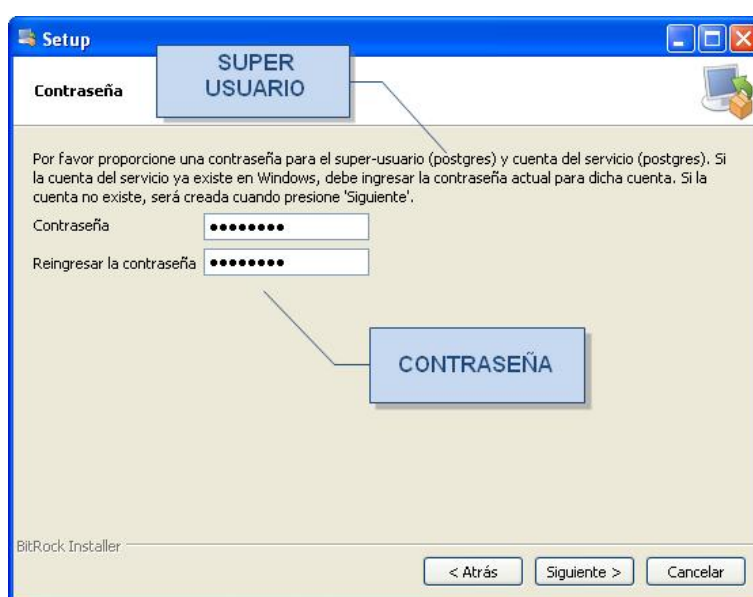 Setup
SUPER
USUARIO
Contraseña
Por favor proporcione una contraseña para el super-usuario (postgres) y cuenta del servicio (postgres). Si
la cuenta del servicio ya existe en Windows, debe ingresar la contraseña actual para dicha cuenta. Si la
cuenta no existe, será creada cuando presione 'Siguiente'.
Contraseña
Reingresar la contraseña
CONTRASEÑA
BitRock Installer
< Atrás
Siguiente >
Cancelar